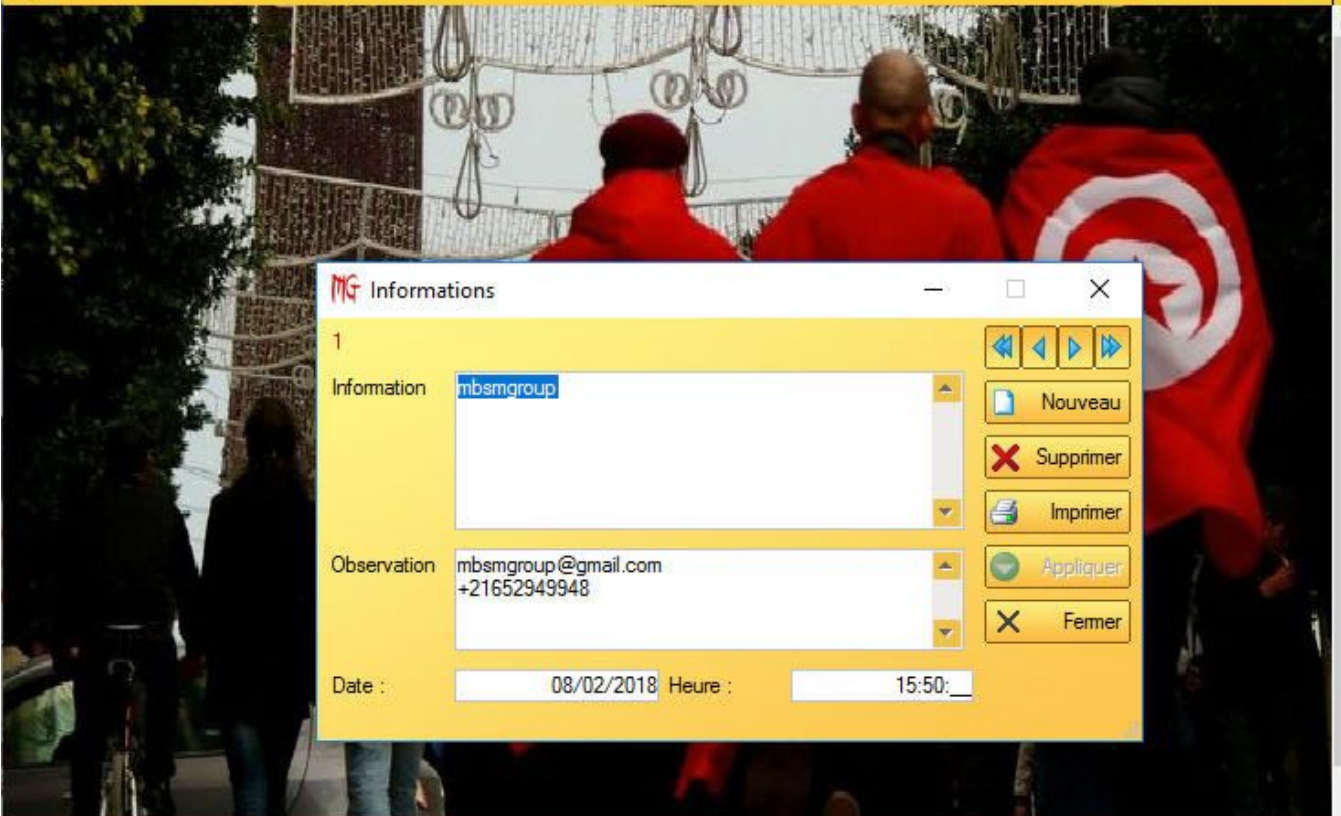 MG Informations
1
Information
mbsmgroup
Observation
mbsmgroup@gmail.com
+21652949948
Date :
08/02/2018
Heure :
15:50:__
Nouveau
Supprimer
Imprimer
Appliquer
Fermer